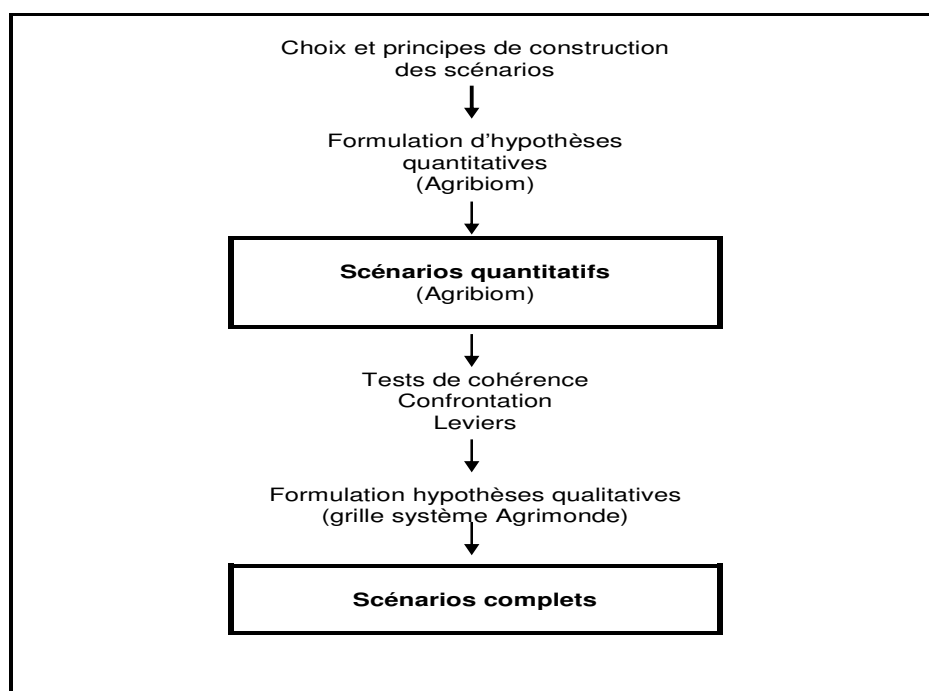 Choix et principes de construction
des scénarios
Formulation d'hypothèses
quantitatives
(Agribiom)
Scénarios quantitatifs
(Agribiom)
Tests de cohérence
Confrontation
Leviers
Formulation hypothèses qualitatives
(grille système Agrimonde)
Scénarios complets